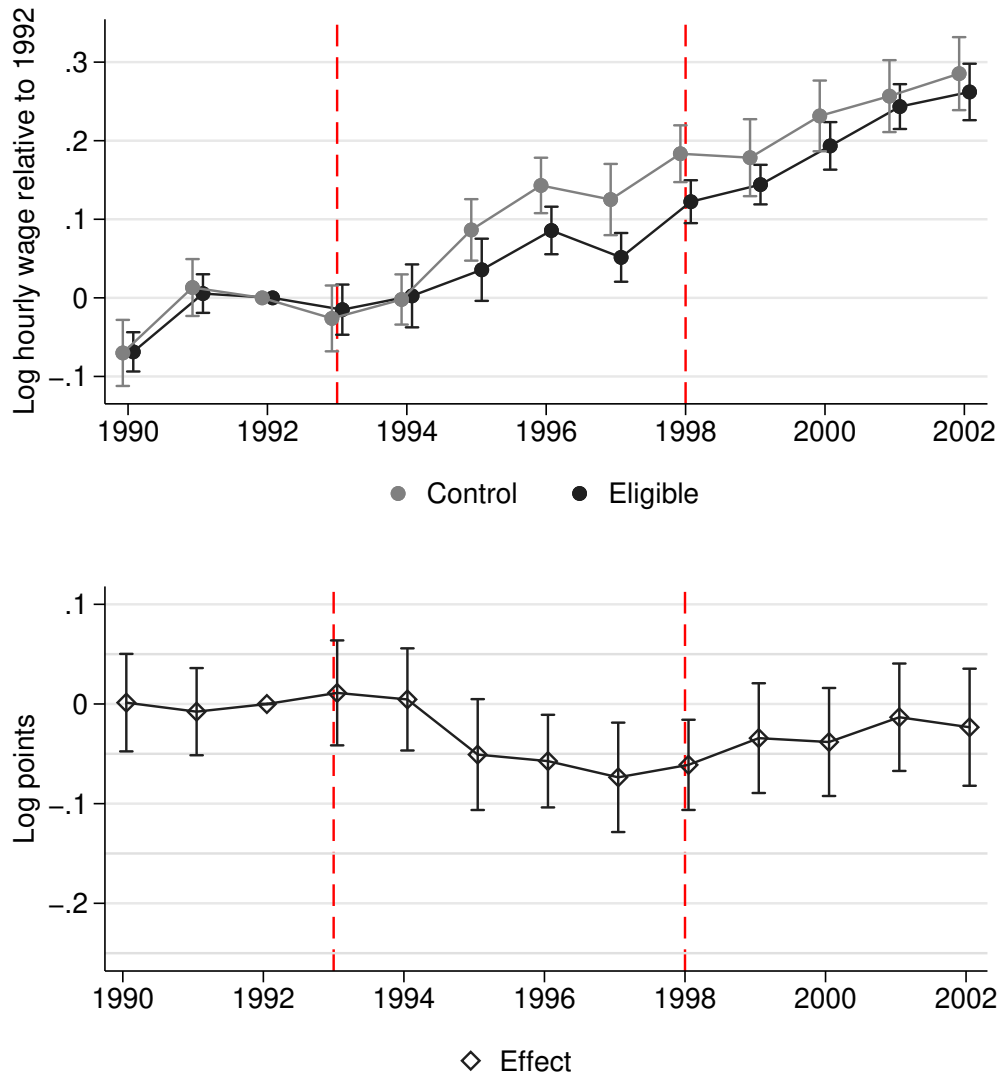 Log hourly wage relative to 1992
.3
.2
.1
0
−.1
1990 1992 1994 1996 1998 2000 2002
Control Eligible
Log points
.1
0
−.1
−.2
1990 1992 1994 1996 1998 2000 2002
Effect